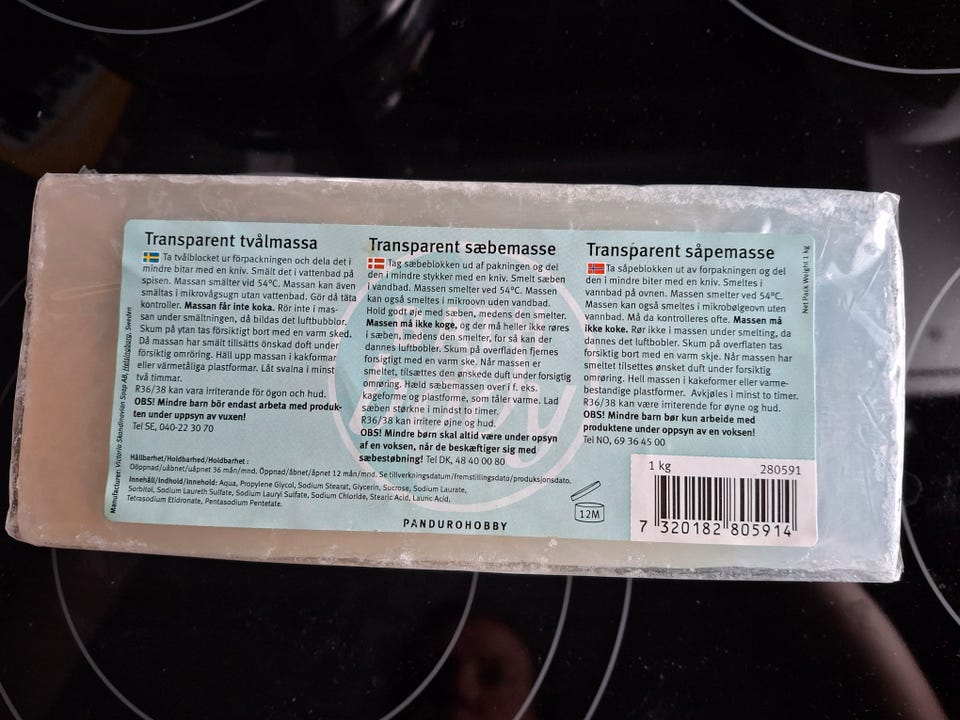 Transparent tvålmassa
Ta tvålblocket ur förpackningen och dela det i
mindre bitar med en kniv. Smält det i vattenbad på
spisen. Massan smälter vid 54°C. Massan kan även
smältas i mikrovågsugn utan vattenbad. Gör då täta
kontroller. Massan får inte koka. Rör inte i mas-
san under smältningen, då bildas det luftbubblor.
Skum på ytan tas försiktigt bort med en varm sked.
Då massan har smält tillsätts önskad doft under
försiktig omröring. Häll upp massan i kakformar
eller värmetåliga plastformar. Låt svalna i minst
två timmar.
R36/38 kan vara irriterande för ögon och hud.
OBS! Mindre barn bör endast arbeta med produk-
ten under uppsyn av vuxen!
Tel SE, 040-22 30 70
Transparent sæbemasse
Tag sæbeblokken ud af pakningen og del
den i mindre stykker med en kniv. Smelt sæben
i vandbad. Massen smelter ved 54°C. Massen
kan også smeltes i mikroovn uden vandbad.
Hold godt øje med sæben, medens den smelter.
Massen må ikke koge, og der må heller ikke røres
i sæben, medens den smelter, for så kan der
dannes luftbobler. Skum på overfladen fjernes
forsigtigt med en varm ske. Når massen er
smeltet, tilsættes den ønskede duft under forsigtig
omrøring. Hæld sæbemassen over i f. eks.
kageforme og plastforme, som tåler varme. Lad
sæben størkne i mindst to timer.
R36/38 kan irritere øjne og hud.
OBS! Mindre børn skal altid være under opsyn
af en voksen, når de beskæftiger sig med
sæbestøbning! Tel DK, 48 40 00 80
Transparent såpemasse
Ta såpeblokken ut av forpakningen og del
den i mindre biter med en kniv. Smeltes i
vannbad på ovnen. Massen smelter ved 54°C.
Massen kan også smeltes i mikrobølgeovn uten
vannbad. Må da kontrolleres ofte. Massen må
ikke koke. Rør ikke i massen under smelting, da
dannes det luftbobler. Skum på overflaten tas
forsiktig bort med en varm skje. Når massen har
smeltet tilsettes ønsket duft under forsiktig
omrøring. Hell massen i kakeformer eller varme-
bestandige plastformer. Avkjøles i minst to timer.
R36/38 kan være irriterende for øyne og hud.
OBS! Mindre barn bør kun arbeide med
produktene under oppsyn av en voksen!
Tel NO, 69 36 45 00
Net Pack Weight 1 kg
Manufacturer: Victoria Skandinavian Soap AB, Helsingborg, Sweden
Hållbarhet/Holdbarhed/Holdbarhet :
Oöppnad/uåbnet/uåpnet 36 mån/mnd. Öppnad/åbnet/åpnet 12 mån/mnd. Se tillverkningsdatum/fremstillingsdato/produksjonsdato.
Innehåll/Indhold/Innehold: Aqua, Propylene Glycol, Sodium Stearat, Glycerin, Sucrose, Sodium Laurate,
Sorbitol, Sodium Laureth Sulfate, Sodium Lauryl Sulfate, Sodium Chloride, Stearic Acid, Lauric Acid,
Tetrasodium Etidronate, Pentasodium Pentetate.
PANDUROHOBBY
12M
1 kg 280591
7 320182 805914